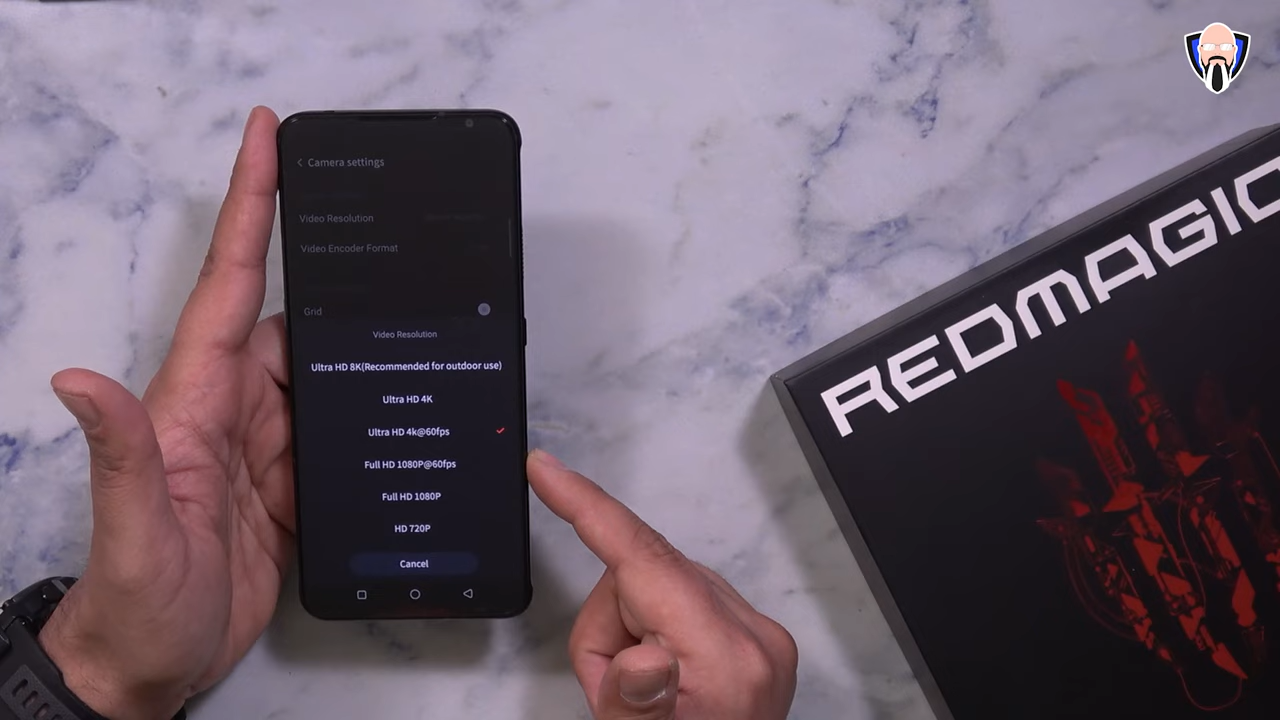 Camera settings
Video Resolution
Video Encoder Format
Grid
Video Resolution
Ultra HD 8K(Recommended for outdoor use)
Ultra HD 4K
Ultra HD 4k@60fps
Full HD 1080P@60fps
Full HD 1080P
HD 720P
Cancel
REDMAGIC